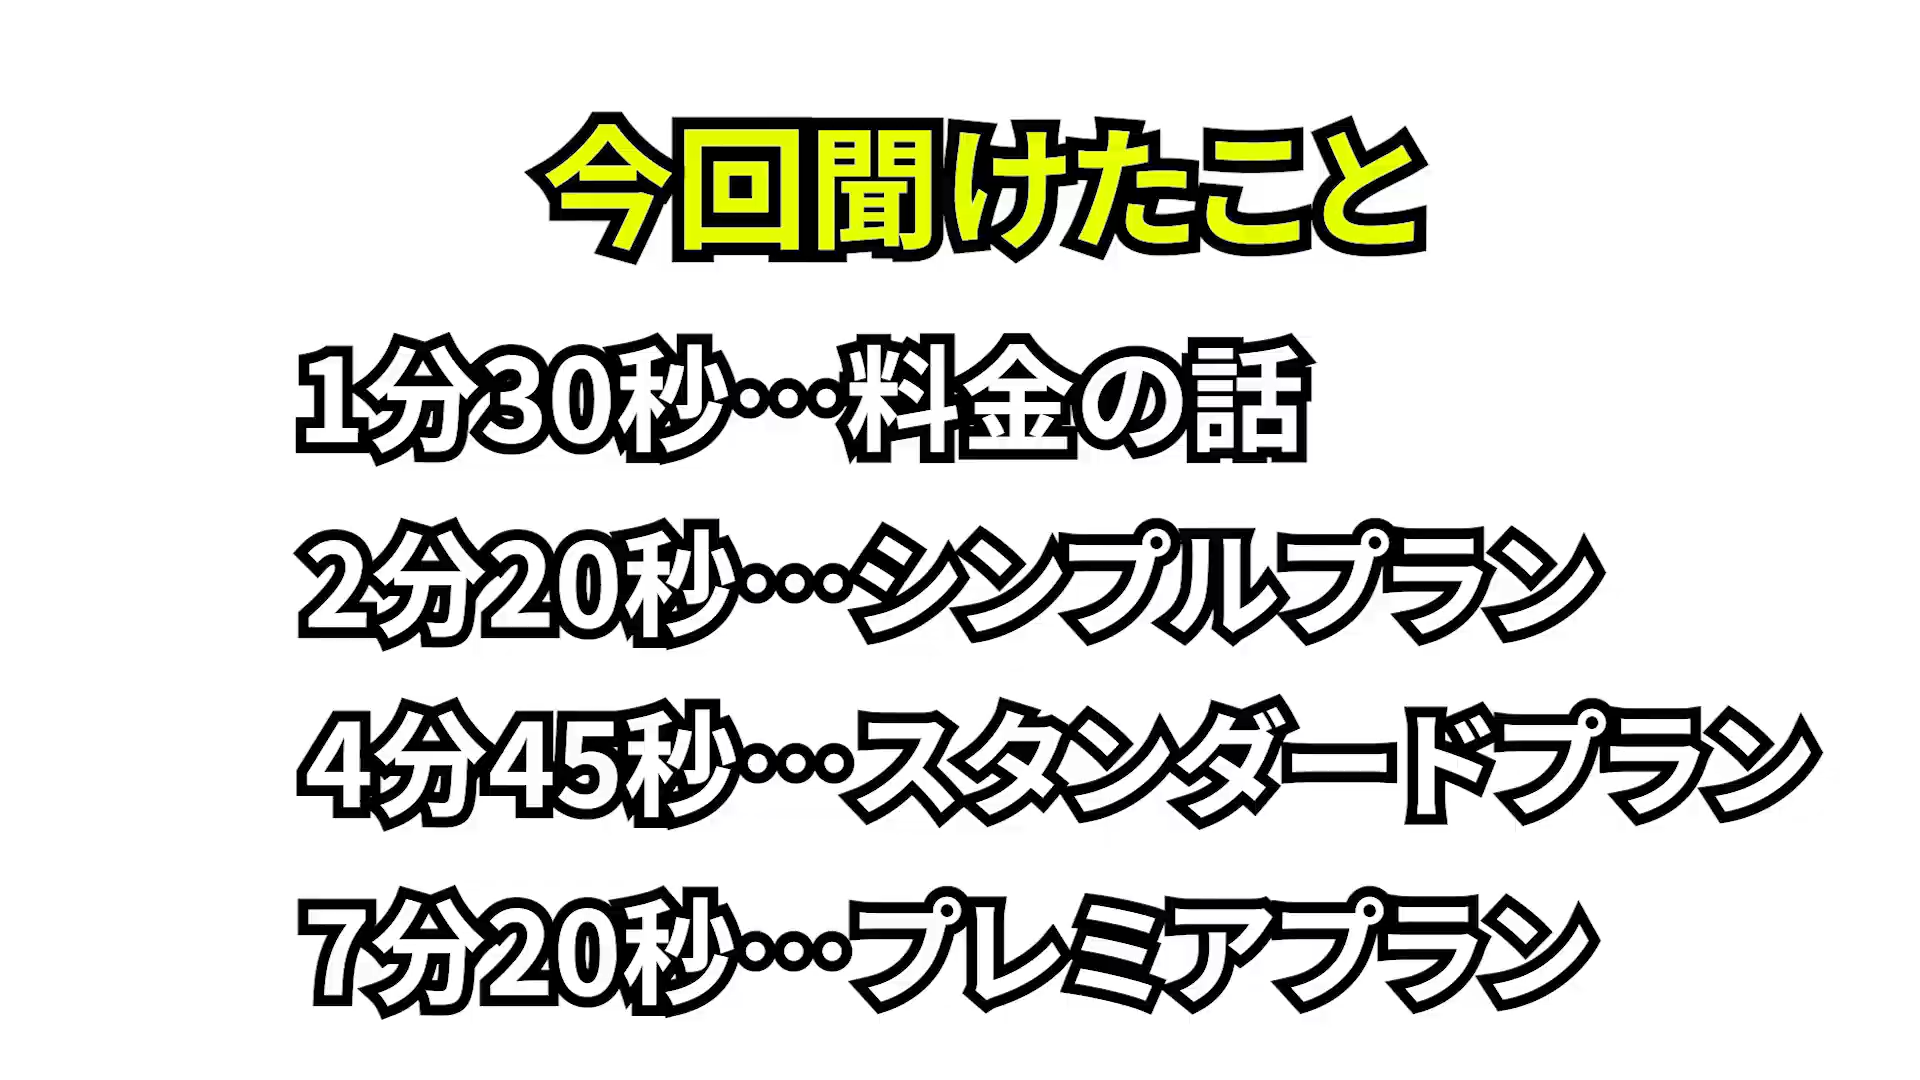 今回聞けたこと
1分30秒…料金の話
2分20秒…シンプルプラン
4分45秒…スタンダードプラン
7分20秒…プレミアプラン